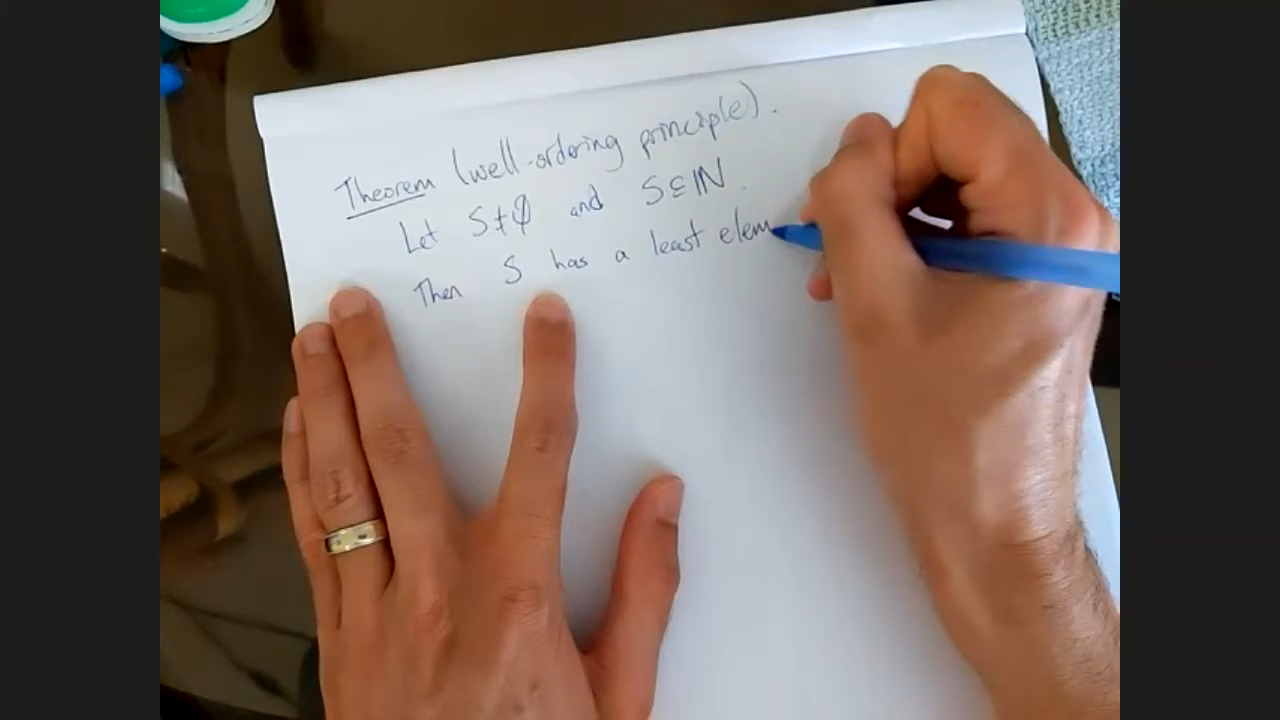 Theorem (well-ordering principle).
Let S ≠ ∅ and S ⊆ ℕ.
Then S has a least elem